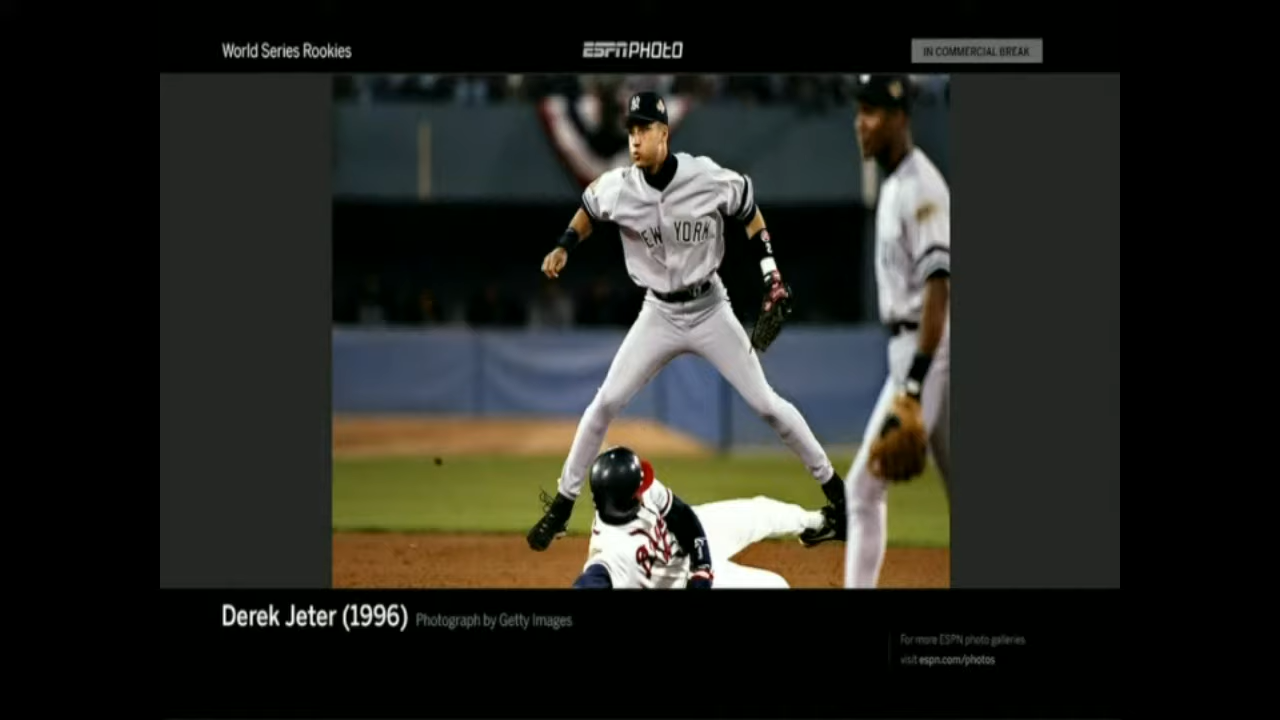 World Series Rookies
ESPN PHOTO
IN COMMERCIAL BREAK
NEW YORK
Derek Jeter (1996) Photograph by Getty Images
For more ESPN photo galleries
visit espn.com/photos